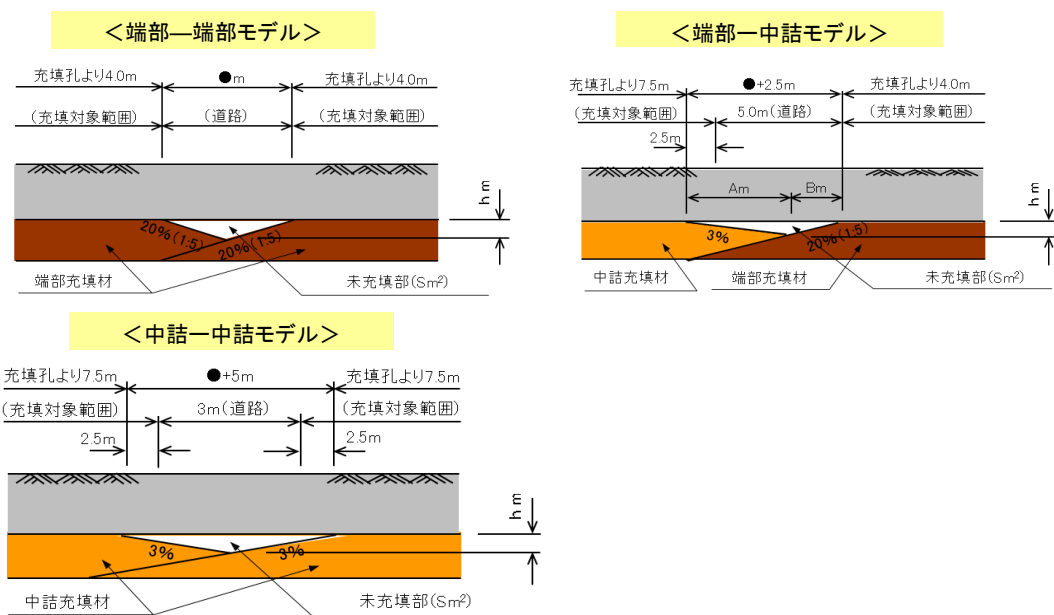 ＜端部―端部モデル＞
充填孔より4.0m
●m
充填孔より4.0m
(充填対象範囲)
(道路)
(充填対象範囲)
hm
20%(1:5)
20%(1:5)
端部充填材
未充填部(Sm²)
＜端部ー中詰モデル＞
充填孔より7.5m
●+2.5m
充填孔より4.0m
(充填対象範囲)
5.0m(道路)
(充填対象範囲)
2.5m
Am
Bm
hm
3%
20%(1:5)
中詰充填材
端部充填材
未充填部(Sm²)
＜中詰ー中詰モデル＞
充填孔より7.5m
●+5m
充填孔より7.5m
(充填対象範囲)
3m(道路)
(充填対象範囲)
2.5m
2.5m
hm
3%
3%
中詰充填材
未充填部(Sm²)